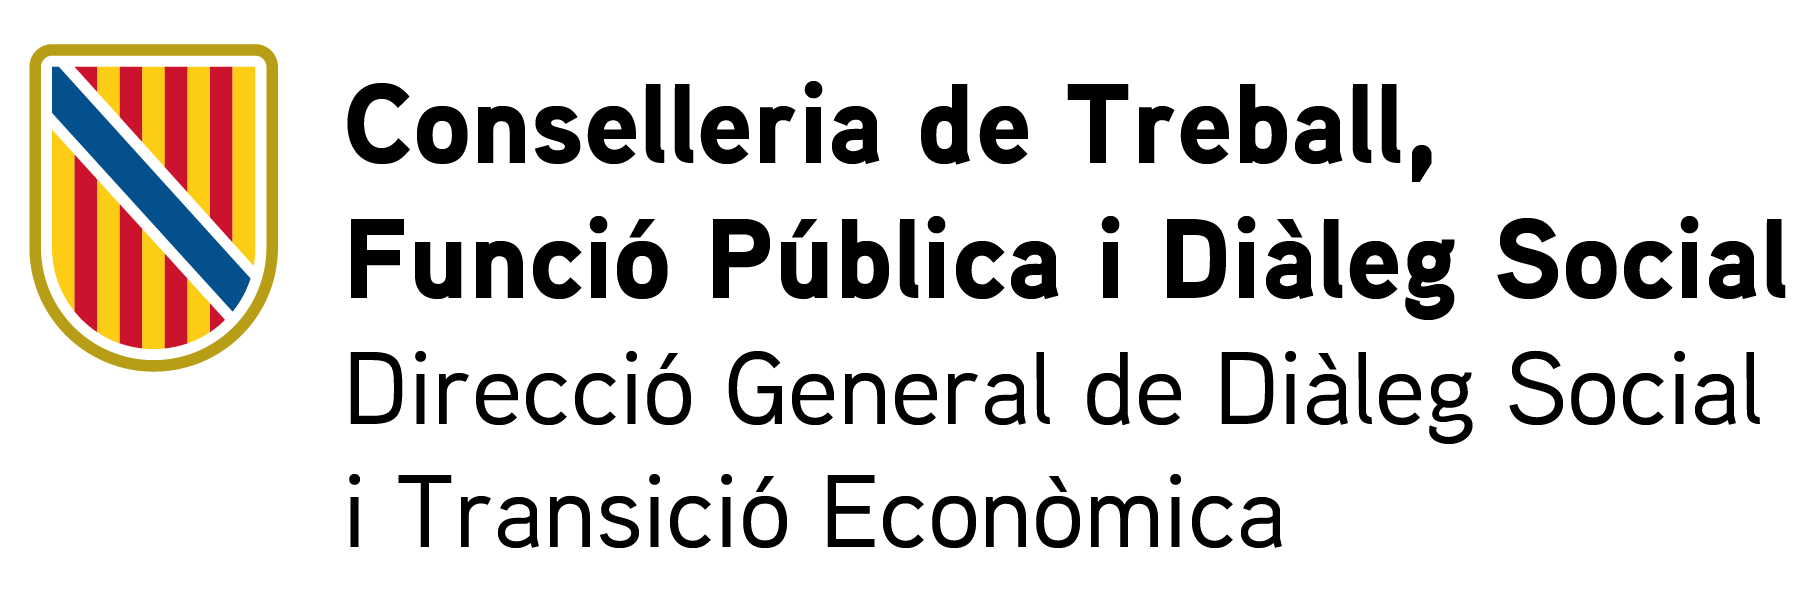 Conselleria de Treball,
Funció Pública i Diàleg Social
Direcció General de Diàleg Social
i Transició Econòmica